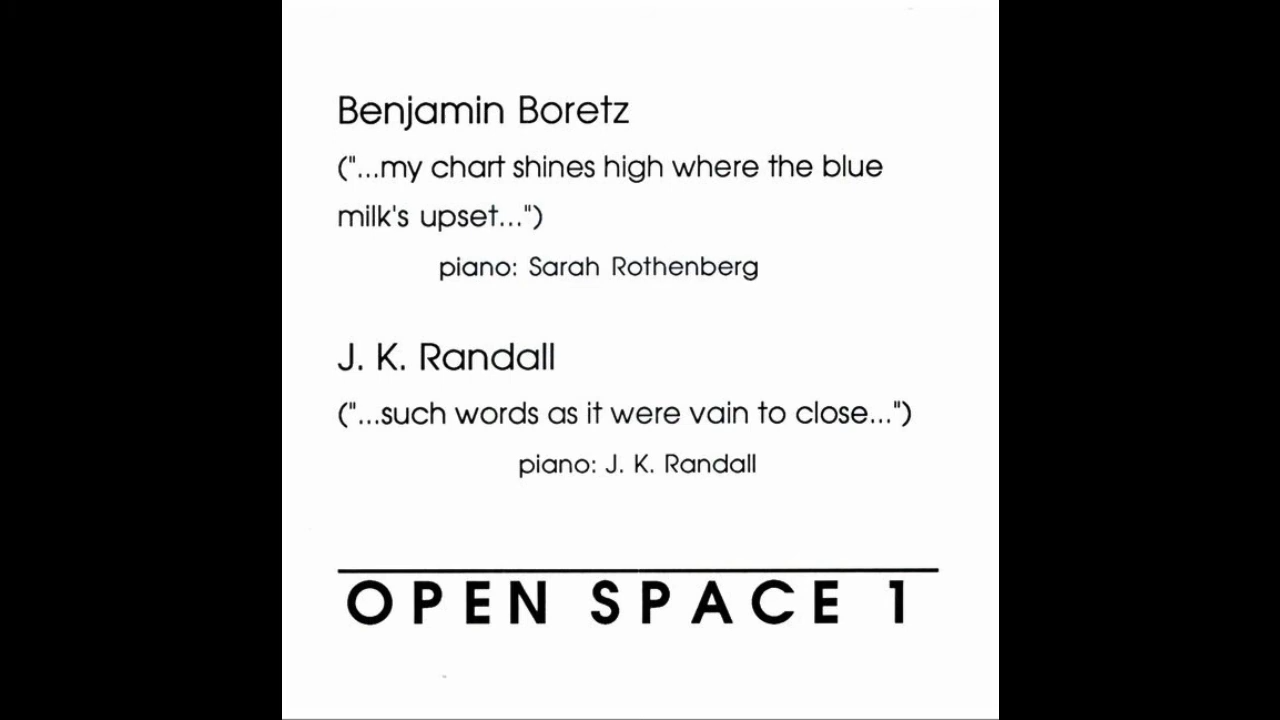 Benjamin Boretz
("...my chart shines high where the blue
milk's upset...")
piano: Sarah Rothenberg
J. K. Randall
("...such words as it were vain to close...")
piano: J. K. Randall
OPEN SPACE 1